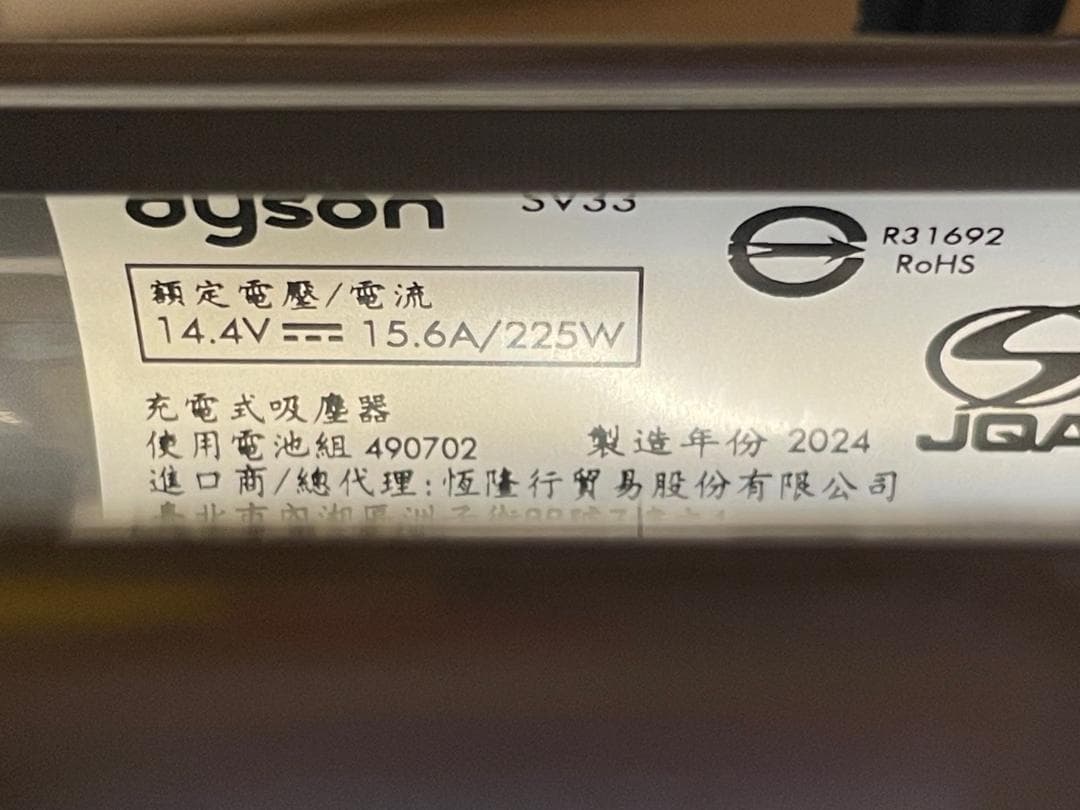 dyson SV33
R31692
RoHS
額定電壓/電流
14.4V 15.6A/225W
JQA
充電式吸塵器
使用電池組 490702 製造年份 2024
進口商/總代理:恆隆行貿易股份有限公司